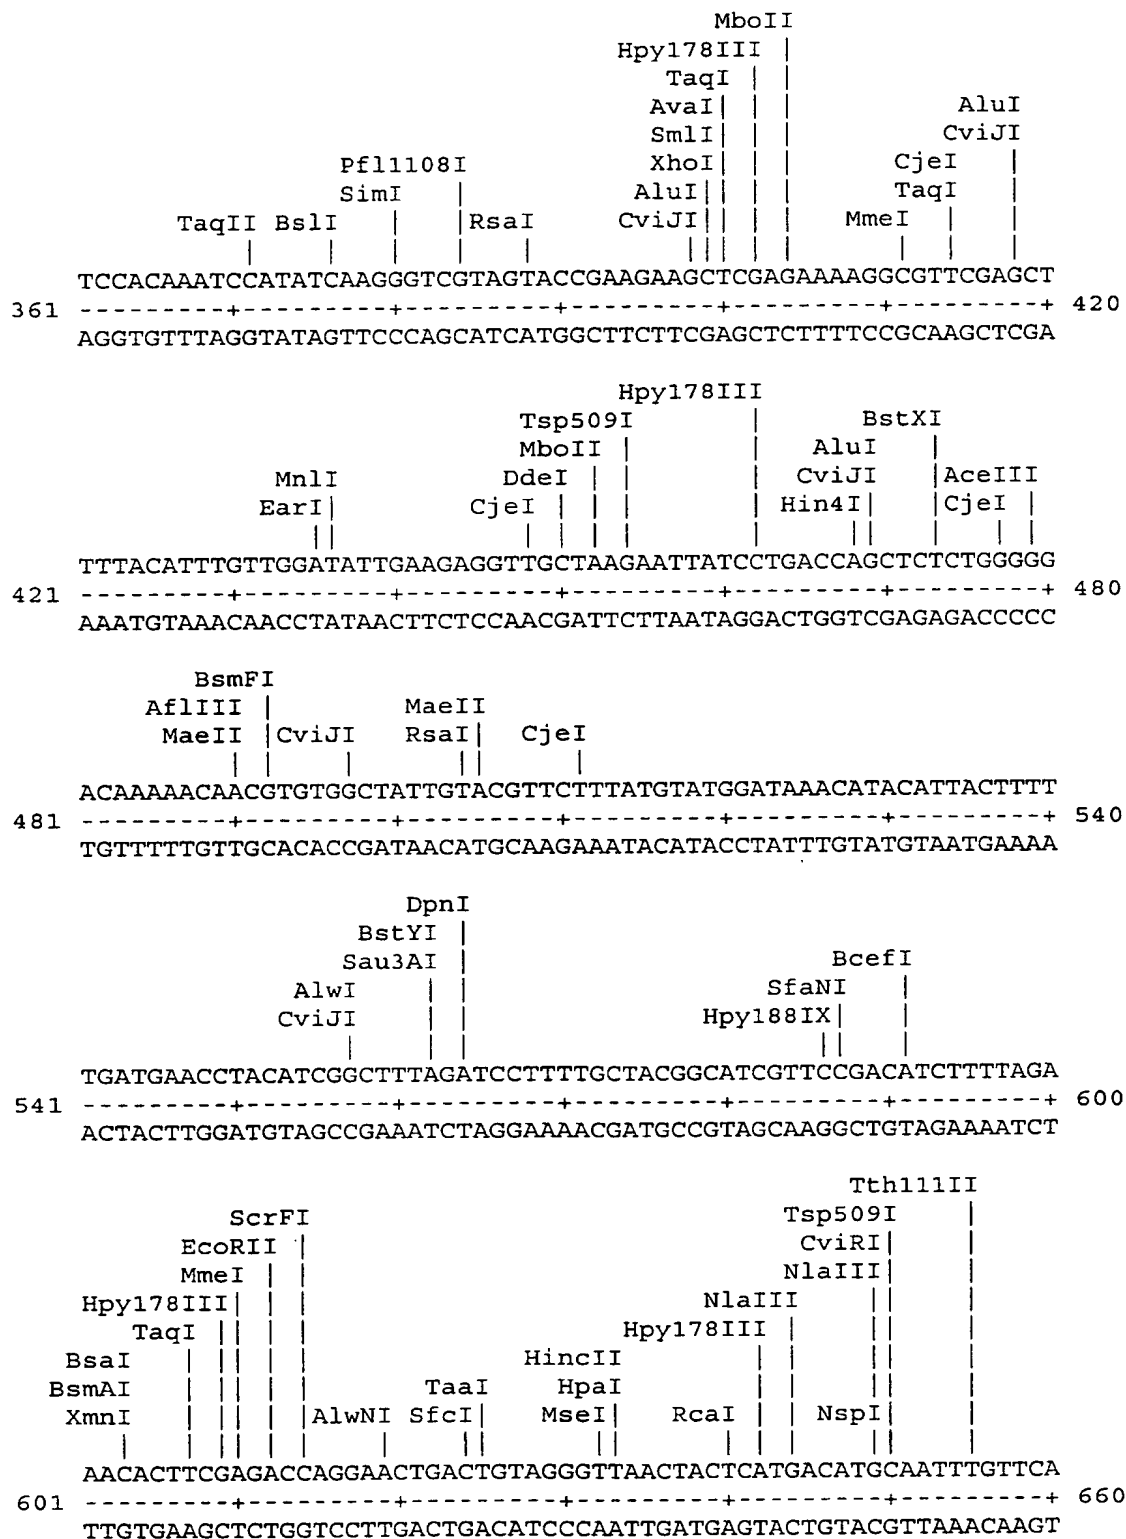 MboII
Hpy178III
TaqI
AvaI AluI
SmlI CviJI
Pfl1108I XhoI CjeI
SimI AluI TaqI
TaqII BslI RsaI CviJI MmeI
TCCACAAATCCATATCAAGGGTCGTAGTACCGAAGAAGCTCGAGAAAAGGCGTTCGAGCT
361 ---------+---------+---------+---------+---------+---------+ 420
AGGTGTTTAGGTATAGTTCCCAGCATCATGGCTTCTTCGAGCTCTTTTCCGCAAGCTCGA
Hpy178III
Tsp509I BstXI
MboII AluI
MnlI DdeI CviJI AceIII
EarI CjeI Hin4I CjeI
TTTACATTTGTTGGATATTGAAGAGGTTGCTAAGAATTATCCTGACCAGCTCTCTGGGGG
421 ---------+---------+---------+---------+---------+---------+ 480
AAATGTAAACAACCTATAACTTCTCCAACGATTCTTAATAGGACTGGTCGAGAGACCCCC
BsmFI
AflIII MaeII
MaeII CviJI RsaI CjeI
ACAAAAACAACGTGTGGCTATTGTACGTTCTTTATGTATGGATAAACATACATTACTTTT
481 ---------+---------+---------+---------+---------+---------+ 540
TGTTTTTGTTGCACACCGATAACATGCAAGAAATACATACCTATTTGTATGTAATGAAAA
DpnI
BstYI
Sau3AI BcefI
AlwI SfaNI
CviJI Hpy188IX
TGATGAACCTACATCGGCTTTAGATCCTTTTGCTACGGCATCGTTCCGACATCTTTTAGA
541 ---------+---------+---------+---------+---------+---------+ 600
ACTACTTGGATGTAGCCGAAATCTAGGAAAACGATGCCGTAGCAAGGCTGTAGAAAATCT
Tth111II
ScrFI Tsp509I
EcoRII CviRI
MmeI NlaIII
Hpy178III NlaIII
TaqI Hpy178III
BsaI HincII
BsmAI TaaI HpaI
XmnI AlwNI SfcI MseI RcaI NspI
AACACTTCGAGACCAGGAACTGACTGTAGGGTTAACTACTCATGACATGCAATTTGTTCA
601 ---------+---------+---------+---------+---------+---------+ 660
TTGTGAAGCTCTGGTCCTTGACTGACATCCCAATTGATGAGTACTGTACGTTAAACAAGT